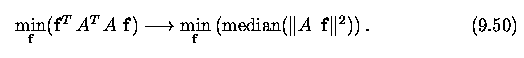 min_f (f^T A^T A f) ⟶ min_f (median(‖A f‖²)). (9.50)